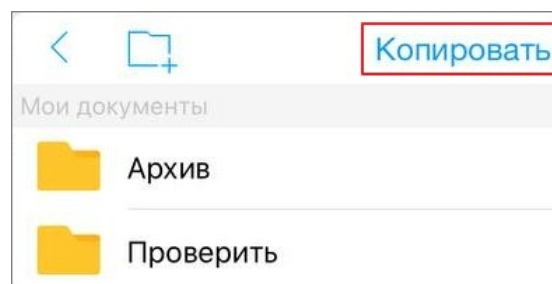 Копировать
Мои документы
Архив
Проверить